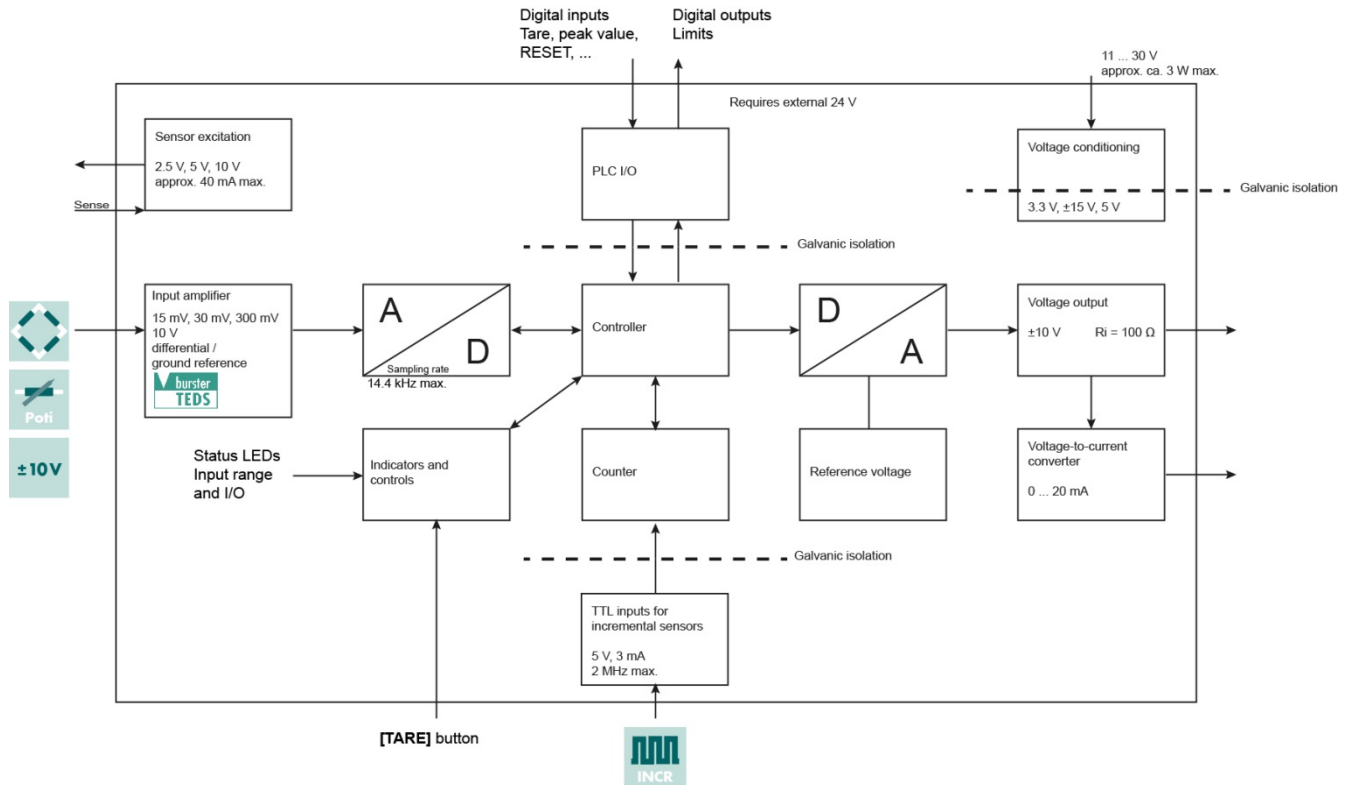 Digital inputs
Tare, peak value,
RESET, ...
Digital outputs
Limits
11 ... 30 V
approx. ca. 3 W max.
Requires external 24 V
Sensor excitation
2.5 V, 5 V, 10 V
approx. 40 mA max.
Sense
PLC I/O
Voltage conditioning
3.3 V, ±15 V, 5 V
Galvanic isolation
Galvanic isolation
Input amplifier
15 mV, 30 mV, 300 mV
10 V
differential /
ground reference
burster
TEDS
A
D
Sampling rate
14.4 kHz max.
Controller
D
A
Voltage output
±10 V Ri = 100 Ω
Poti
±10V
Status LEDs
Input range
and I/O
Indicators and
controls
Counter
Reference voltage
Voltage-to-current
converter
0 ... 20 mA
Galvanic isolation
TTL inputs for
incremental sensors
5 V, 3 mA
2 MHz max.
[TARE] button
INCR